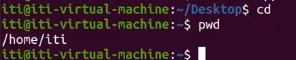 iti@iti-virtual-machine:~/Desktop$ cd
iti@iti-virtual-machine:~$ pwd
/home/iti
iti@iti-virtual-machine:~$